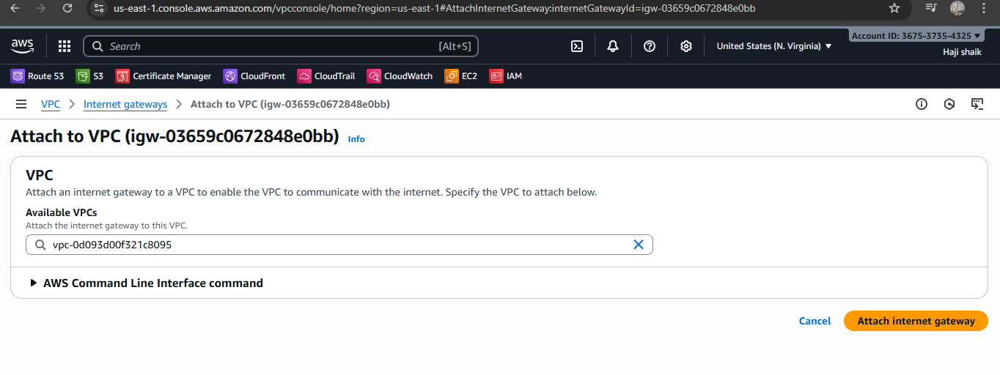 us-east-1.console.aws.amazon.com/vpcconsole/home?region=us-east-1#AttachInternetGateway:internetGatewayId=igw-03659c0672848e0bb
aws
Search [Alt+S]
United States (N. Virginia)
Account ID: 3675-3735-4325
Haji shaik
Route 53 S3 Certificate Manager CloudFront CloudTrail CloudWatch EC2 IAM
VPC Internet gateways Attach to VPC (igw-03659c0672848e0bb)
Attach to VPC (igw-03659c0672848e0bb) Info
VPC
Attach an internet gateway to a VPC to enable the VPC to communicate with the internet. Specify the VPC to attach below.
Available VPCs
Attach the internet gateway to this VPC.
vpc-0d093d00f321c8095
AWS Command Line Interface command
Cancel Attach internet gateway